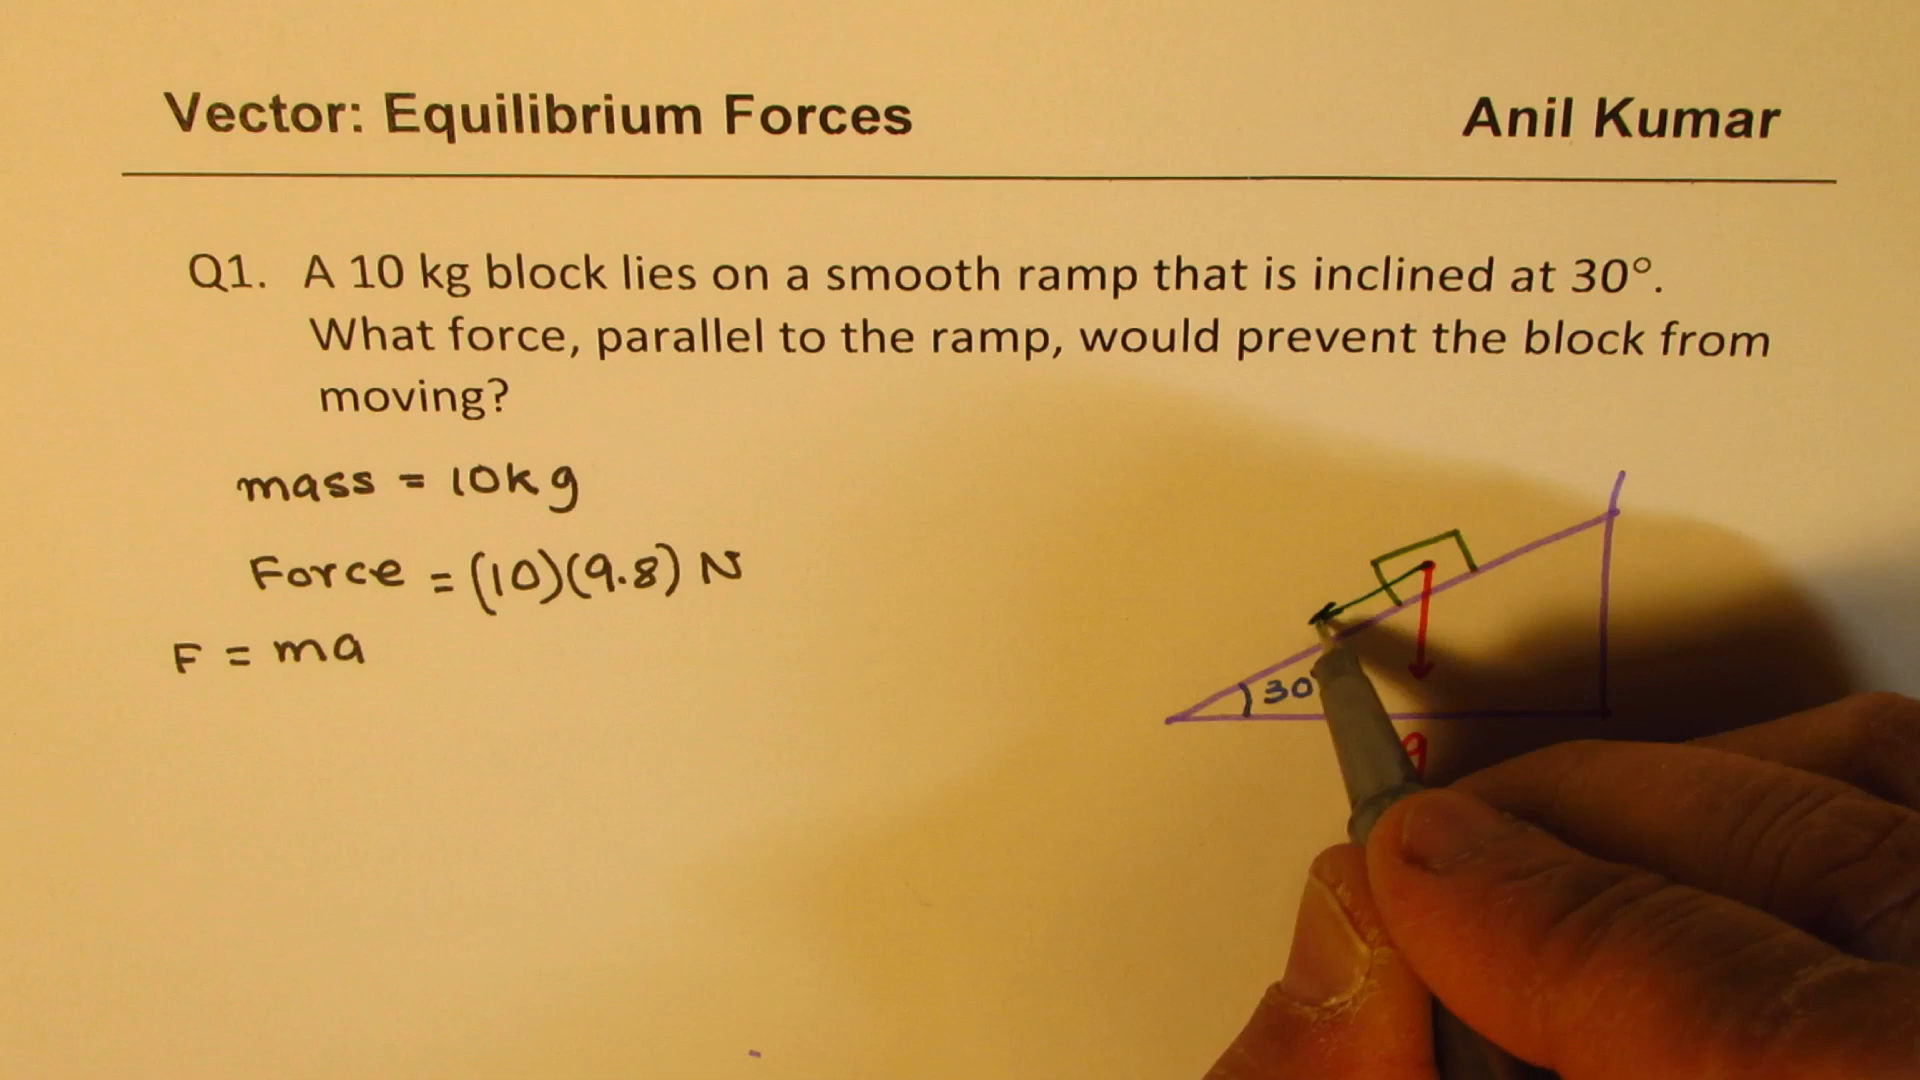 Vector: Equilibrium Forces Anil Kumar
Q1. A 10 kg block lies on a smooth ramp that is inclined at 30°.
What force, parallel to the ramp, would prevent the block from
moving?
mass = 10kg
Force = (10)(9.8) N
F = ma
30